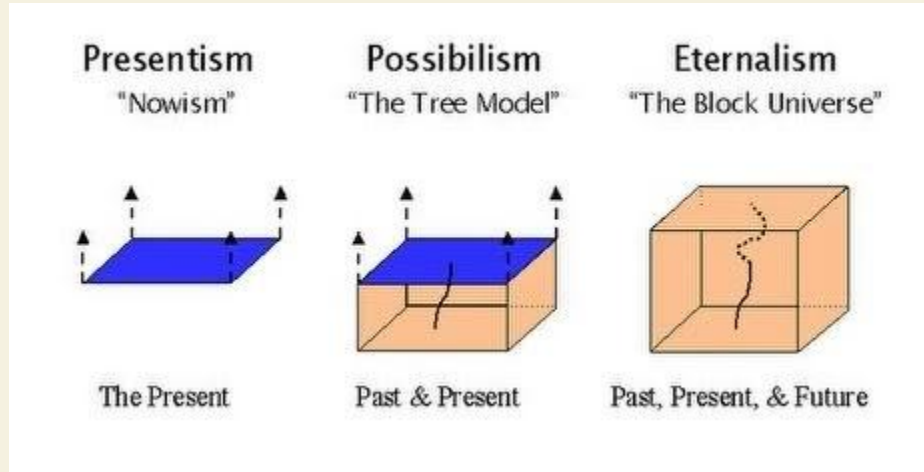 Presentism
"Nowism"
The Present
Possibilism
"The Tree Model"
Past & Present
Eternalism
"The Block Universe"
Past, Present, & Future